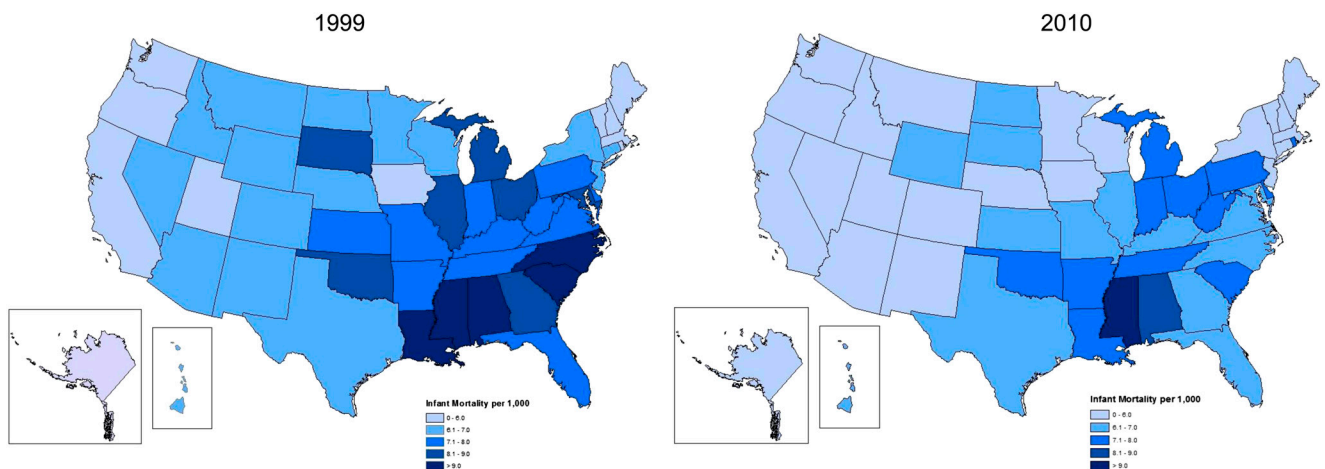 1999
2010
Infant Mortality per 1,000
0 - 6.0
6.1 - 7.0
7.1 - 8.0
8.1 - 9.0
> 9.0
Infant Mortality per 1,000
0 - 6.0
6.1 - 7.0
7.1 - 8.0
8.1 - 9.0
> 9.0